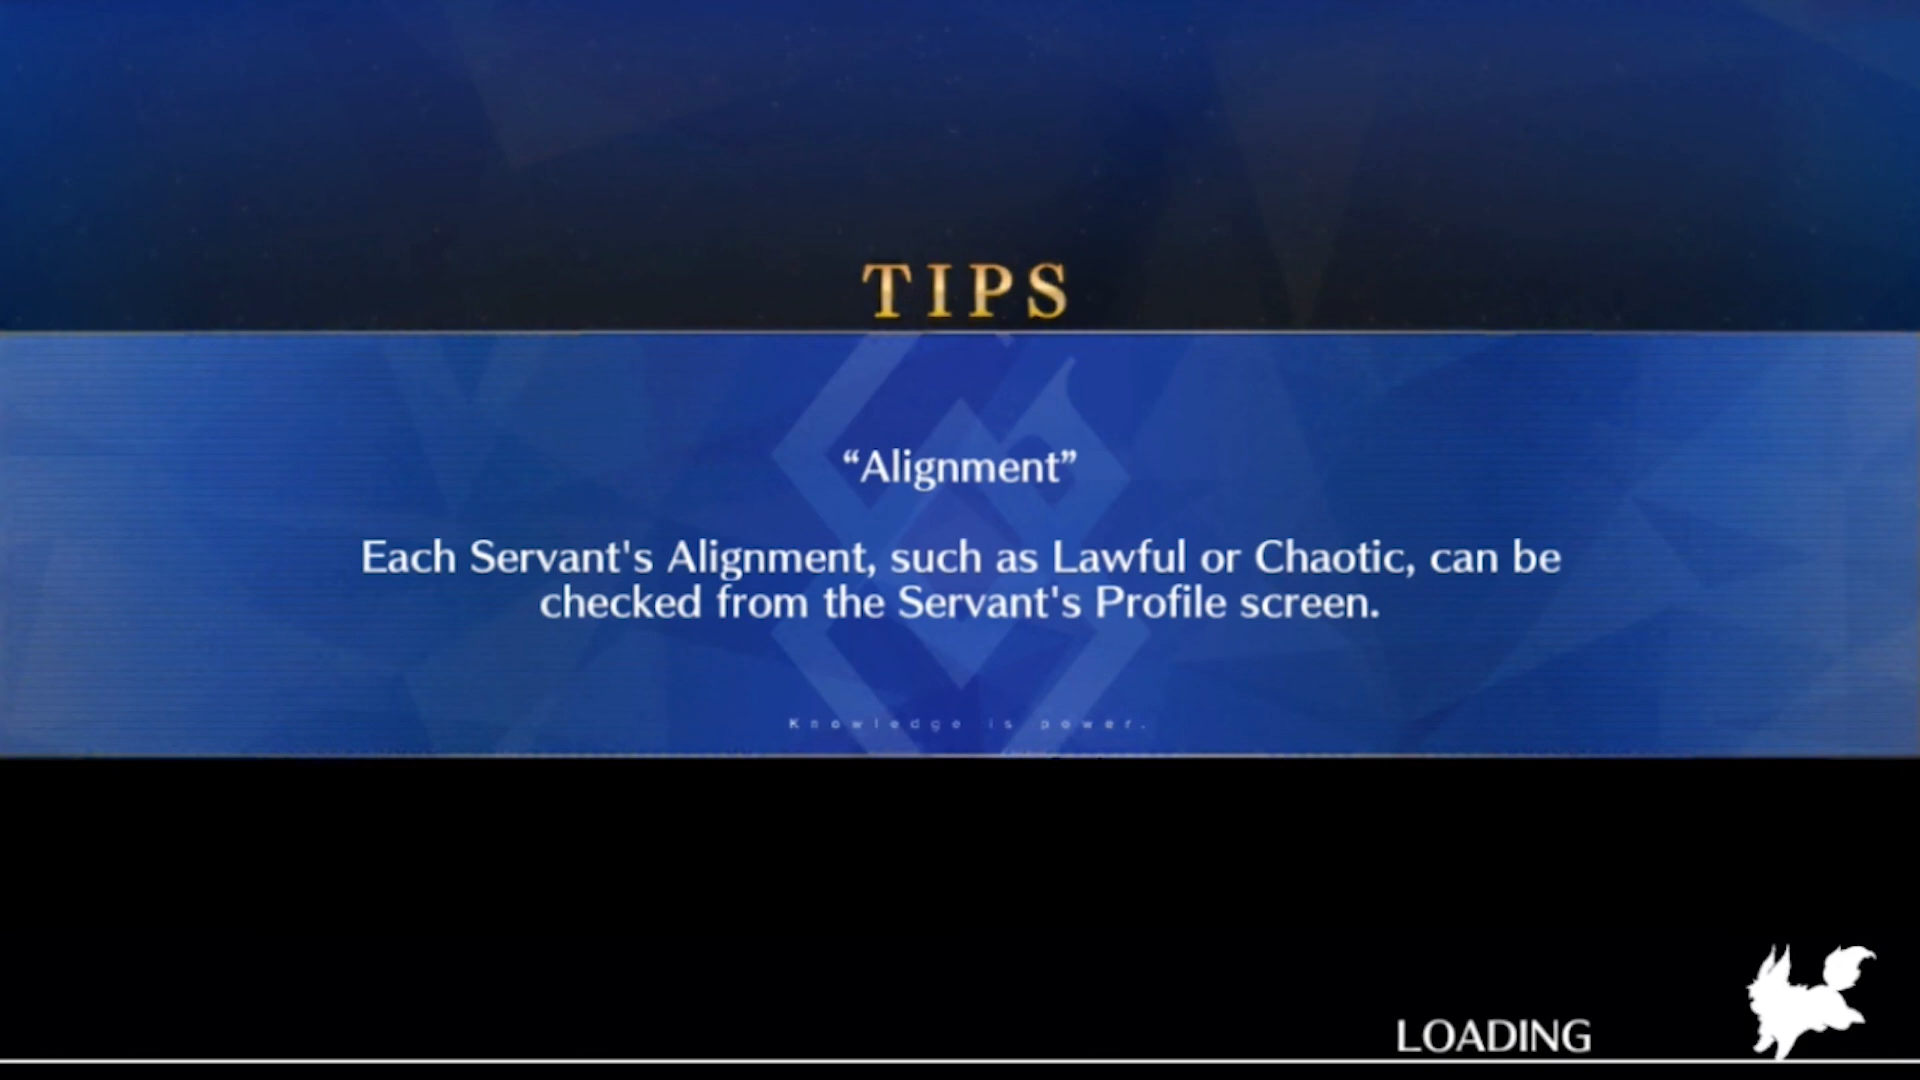 TIPS
“Alignment”
Each Servant's Alignment, such as Lawful or Chaotic, can be
checked from the Servant's Profile screen.
Knowledge is power.
LOADING